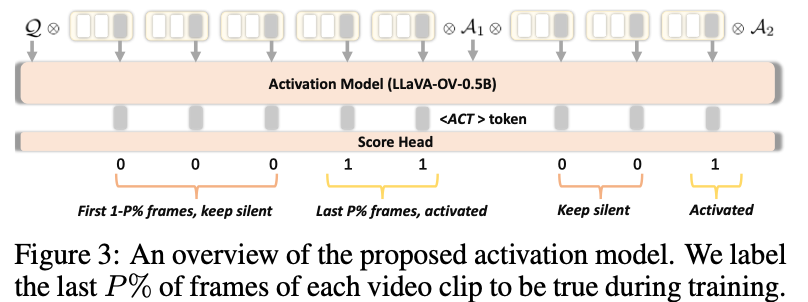 𝒬 ⊗ ⊗ 𝒜₁ ⊗ ⊗ 𝒜₂
Activation Model (LLaVA-OV-0.5B)
<ACT > token
Score Head
0 0 0 1 1 0 0 1
First 1-P% frames, keep silent Last P% frames, activated Keep silent Activated
Figure 3: An overview of the proposed activation model. We label
the last P% of frames of each video clip to be true during training.